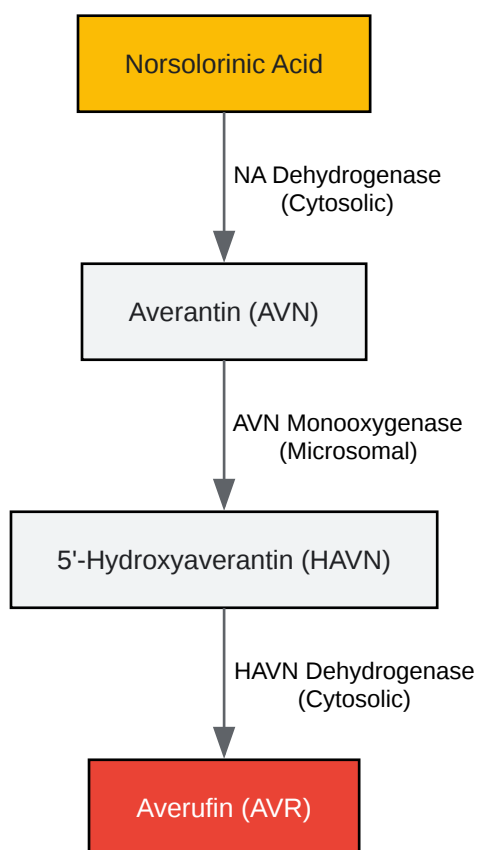 Norsolorinic Acid
NA Dehydrogenase
(Cytosolic)
Averantin (AVN)
AVN Monooxygenase
(Microsomal)
5'-Hydroxyaverantin (HAVN)
HAVN Dehydrogenase
(Cytosolic)
Averufin (AVR)